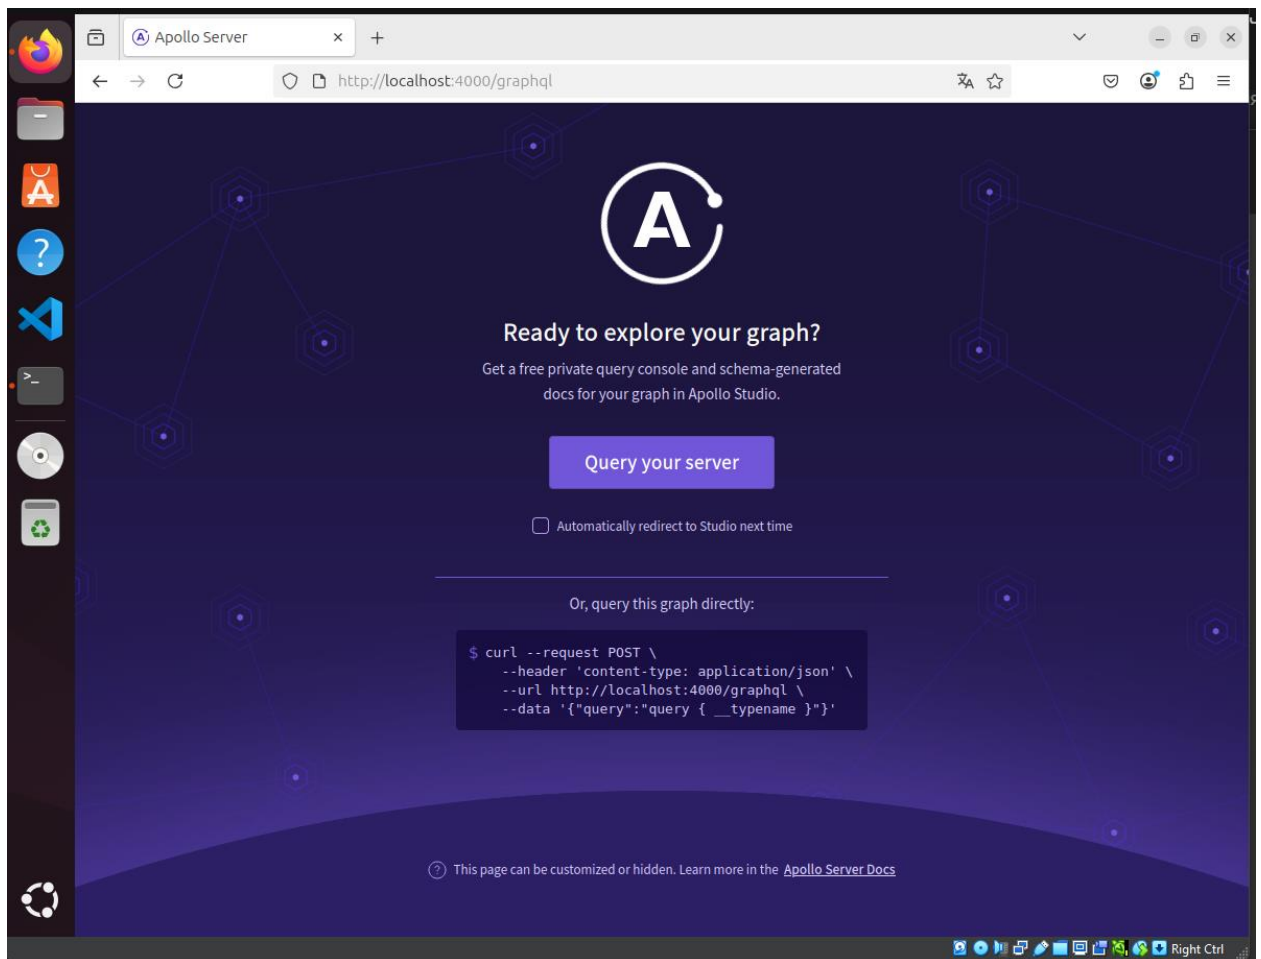 Apollo Server
http://localhost:4000/graphql
A
Ready to explore your graph?
Get a free private query console and schema-generated
docs for your graph in Apollo Studio.
Query your server
Automatically redirect to Studio next time
Or, query this graph directly:
$ curl --request POST \
--header 'content-type: application/json' \
--url http://localhost:4000/graphql \
--data '{"query":"query { __typename }"}'
? This page can be customized or hidden. Learn more in the Apollo Server Docs
Right Ctrl